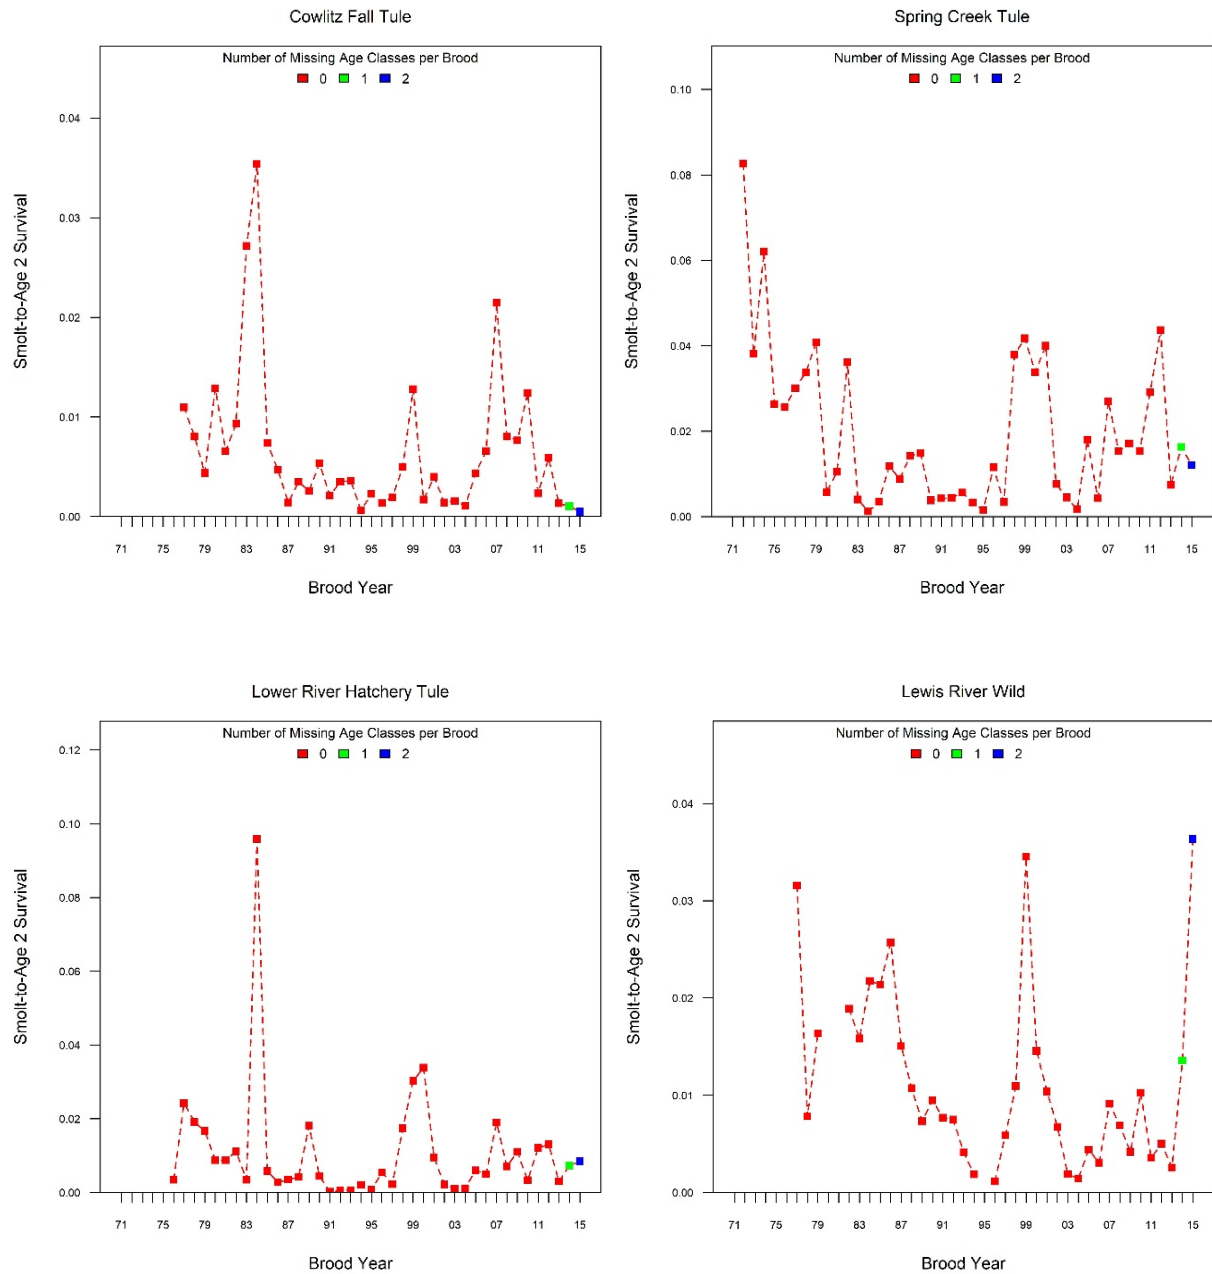 Cowlitz Fall Tule
Number of Missing Age Classes per Brood
0 1 2
Smolt-to-Age 2 Survival
0.04
0.03
0.02
0.01
0.00
71 75 79 83 87 91 95 99 03 07 11 15
Brood Year
Spring Creek Tule
Number of Missing Age Classes per Brood
0 1 2
Smolt-to-Age 2 Survival
0.10
0.08
0.06
0.04
0.02
0.00
71 75 79 83 87 91 95 99 03 07 11 15
Brood Year
Lower River Hatchery Tule
Number of Missing Age Classes per Brood
0 1 2
Smolt-to-Age 2 Survival
0.12
0.10
0.08
0.06
0.04
0.02
0.00
71 75 79 83 87 91 95 99 03 07 11 15
Brood Year
Lewis River Wild
Number of Missing Age Classes per Brood
0 1 2
Smolt-to-Age 2 Survival
0.04
0.03
0.02
0.01
0.00
71 75 79 83 87 91 95 99 03 07 11 15
Brood Year